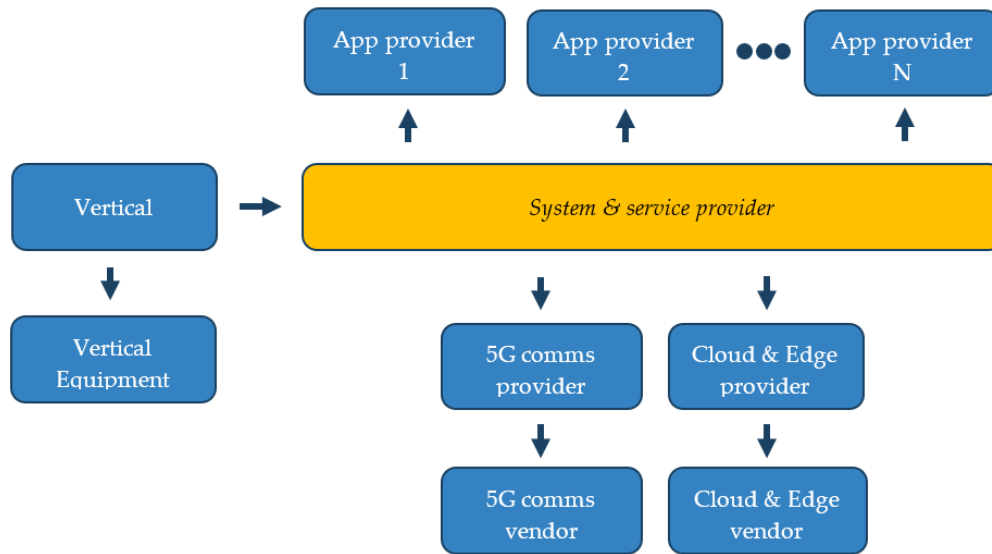 App provider
1
App provider
2
App provider
N
Vertical
System & service provider
Vertical
Equipment
5G comms
provider
Cloud & Edge
provider
5G comms
vendor
Cloud & Edge
vendor